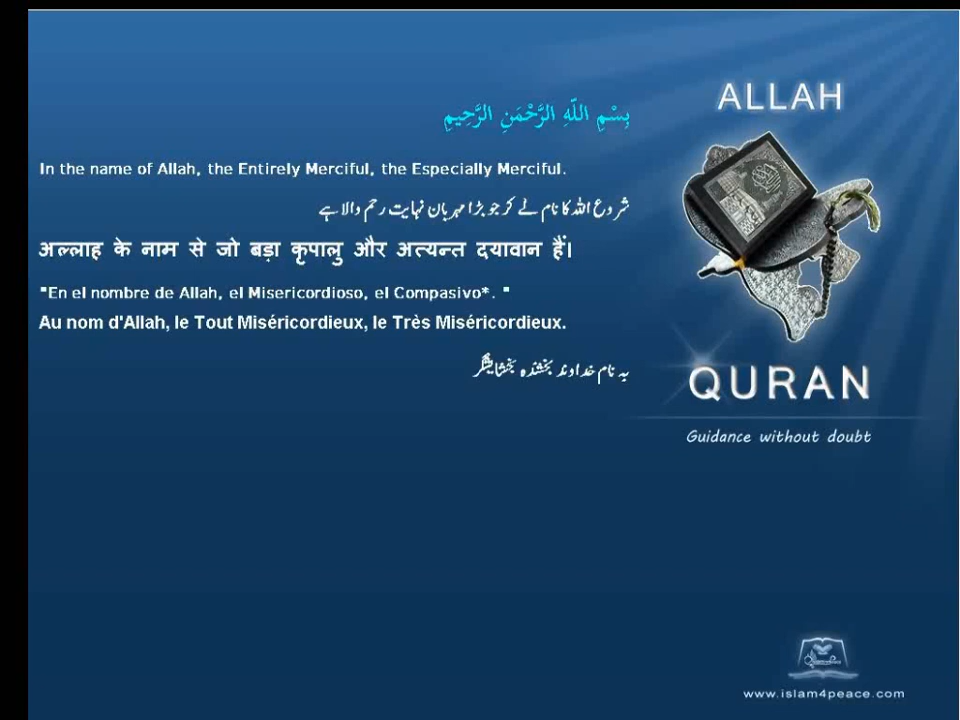 بِسْمِ اللَّهِ الرَّحْمَنِ الرَّحِيمِ
In the name of Allah, the Entirely Merciful, the Especially Merciful.
شروع الله کا نام لے کر جو بڑا مہربان نہایت رحم والا ہے
अल्लाह के नाम से जो बड़ा कृपालु और अत्यन्त दयावान हैं।
"En el nombre de Allah, el Misericordioso, el Compasivo*. "
Au nom d'Allah, le Tout Miséricordieux, le Très Miséricordieux.
به نام خداوند بخشنده بخشایشگر
ALLAH
QURAN
Guidance without doubt
www.islam4peace.com